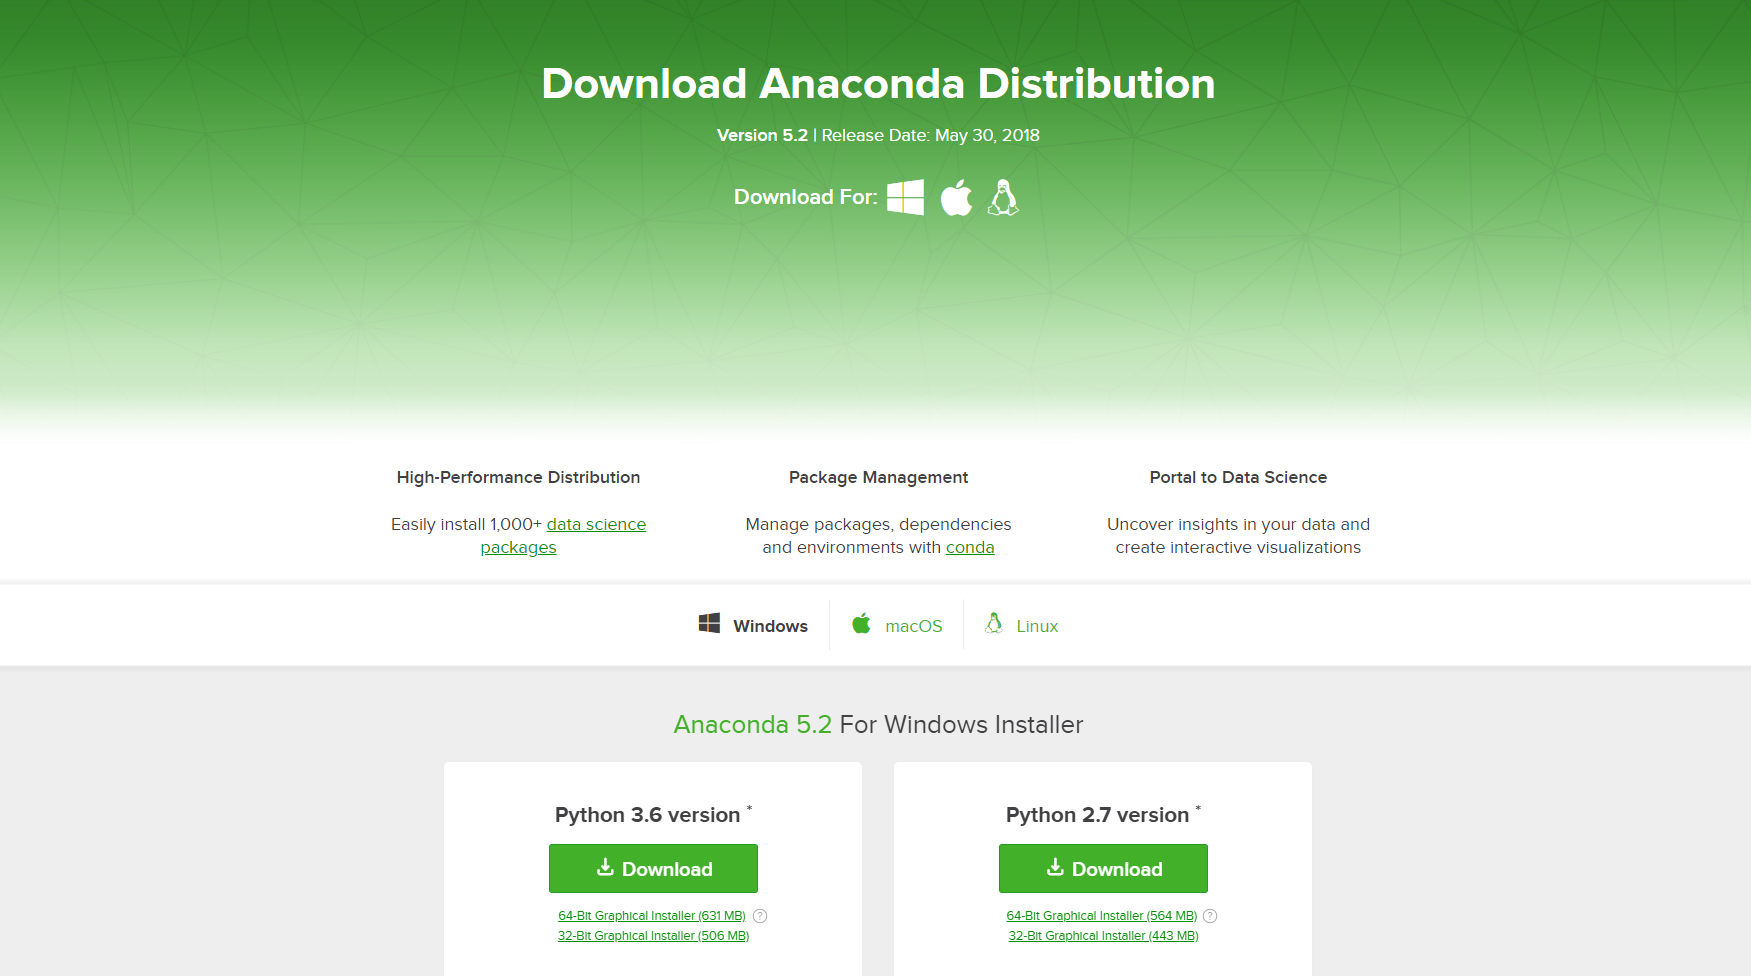 Download Anaconda Distribution
Version 5.2 | Release Date: May 30, 2018
Download For:
High-Performance Distribution
Easily install 1,000+ data science
packages
Package Management
Manage packages, dependencies
and environments with conda
Portal to Data Science
Uncover insights in your data and
create interactive visualizations
Windows
macOS
Linux
Anaconda 5.2 For Windows Installer
Python 3.6 version *
Download
64-Bit Graphical Installer (631 MB) ?
32-Bit Graphical Installer (506 MB)
Python 2.7 version *
Download
64-Bit Graphical Installer (564 MB) ?
32-Bit Graphical Installer (443 MB)